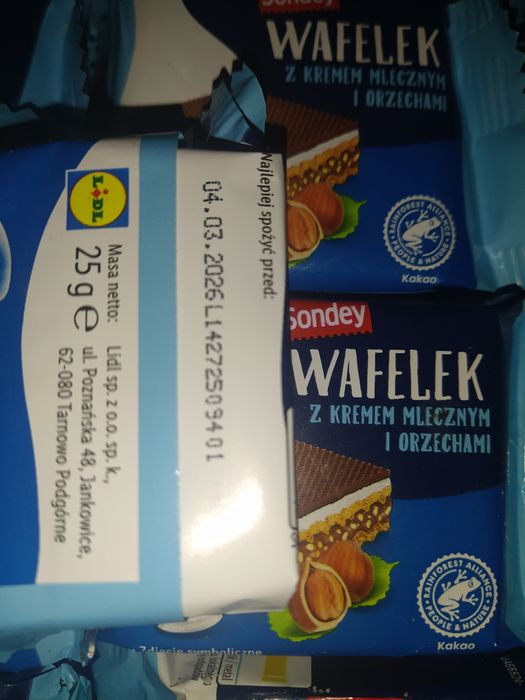 Sondey
WAFELEK
Z KREMEM MLECZNYM
I ORZECHAMI
RAINFOREST ALLIANCE
PEOPLE & NATURE
Kakao
Najlepiej spożyć przed:
04.03.2026L14272509401
LIDL
Masa netto:
25 g e
Lidl sp. z o.o. sp. k.,
ul. Poznańska 48, Jankowice,
62-080 Tarnowo Podgórne
Sondey
WAFELEK
Z KREMEM MLECZNYM
I ORZECHAMI
RAINFOREST ALLIANCE
PEOPLE & NATURE
Kakao
Zdjęcie symboliczne